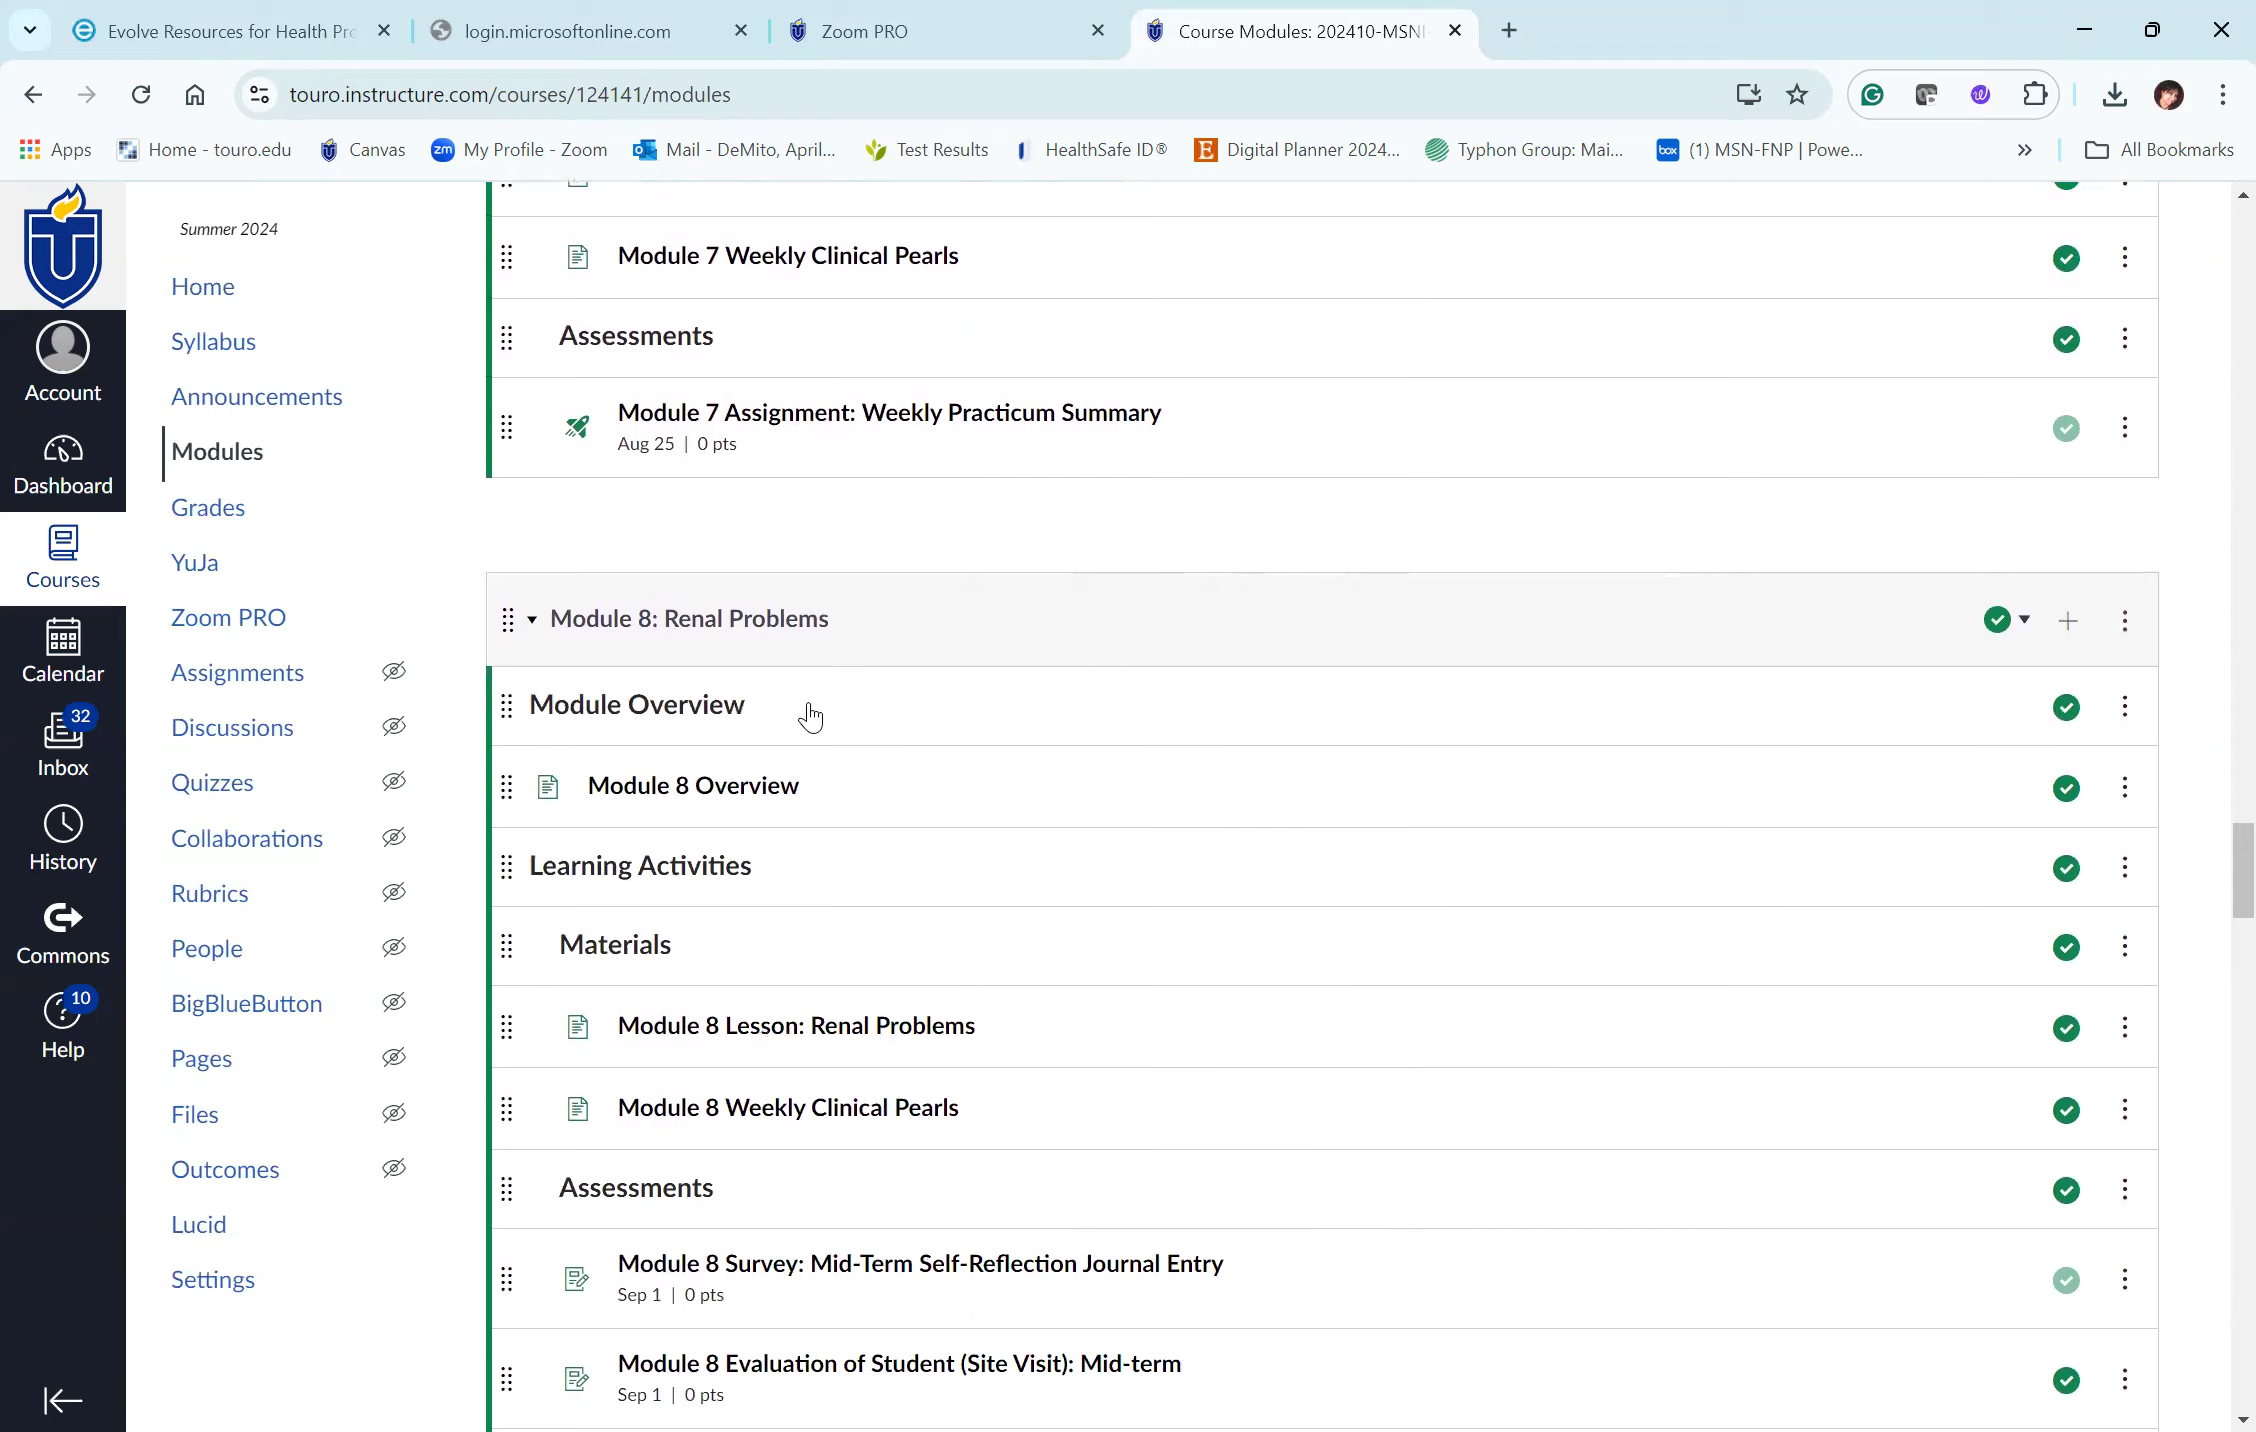 Evolve Resources for Health Pro
login.microsoftonline.com
Zoom PRO
Course Modules: 202410-MSNI
touro.instructure.com/courses/124141/modules
Apps
Home - touro.edu
Canvas
zm My Profile - Zoom
Mail - DeMito, April...
Test Results
HealthSafe ID®
E Digital Planner 2024...
Typhon Group: Mai...
box (1) MSN-FNP | Powe...
All Bookmarks
Account
Dashboard
Courses
Calendar
32
Inbox
History
Commons
10
Help
Summer 2024
Home
Syllabus
Announcements
Modules
Grades
YuJa
Zoom PRO
Assignments
Discussions
Quizzes
Collaborations
Rubrics
People
BigBlueButton
Pages
Files
Outcomes
Lucid
Settings
Module 7 Weekly Clinical Pearls
Assessments
Module 7 Assignment: Weekly Practicum Summary
Aug 25 | 0 pts
Module 8: Renal Problems
Module Overview
Module 8 Overview
Learning Activities
Materials
Module 8 Lesson: Renal Problems
Module 8 Weekly Clinical Pearls
Assessments
Module 8 Survey: Mid-Term Self-Reflection Journal Entry
Sep 1 | 0 pts
Module 8 Evaluation of Student (Site Visit): Mid-term
Sep 1 | 0 pts